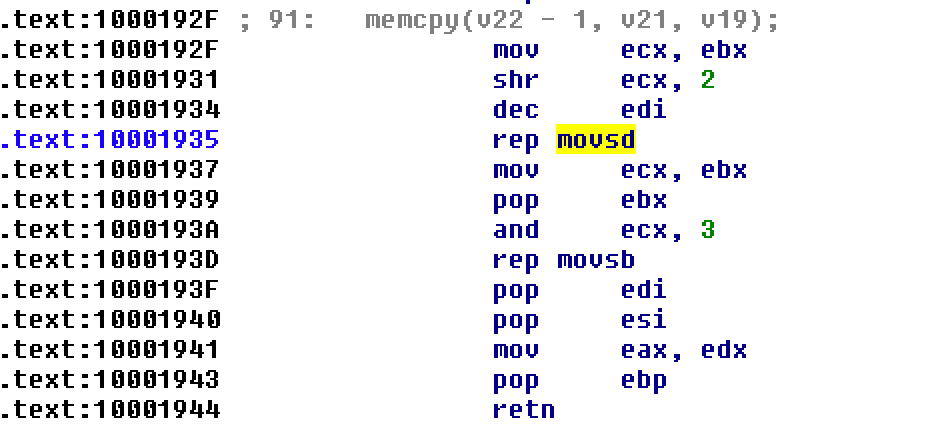 .text:1000192F ; 91:   memcpy(v22 - 1, v21, v19);
.text:1000192F                 mov     ecx, ebx
.text:10001931                 shr     ecx, 2
.text:10001934                 dec     edi
.text:10001935                 rep movsd
.text:10001937                 mov     ecx, ebx
.text:10001939                 pop     ebx
.text:1000193A                 and     ecx, 3
.text:1000193D                 rep movsb
.text:1000193F                 pop     edi
.text:10001940                 pop     esi
.text:10001941                 mov     eax, edx
.text:10001943                 pop     ebp
.text:10001944                 retn